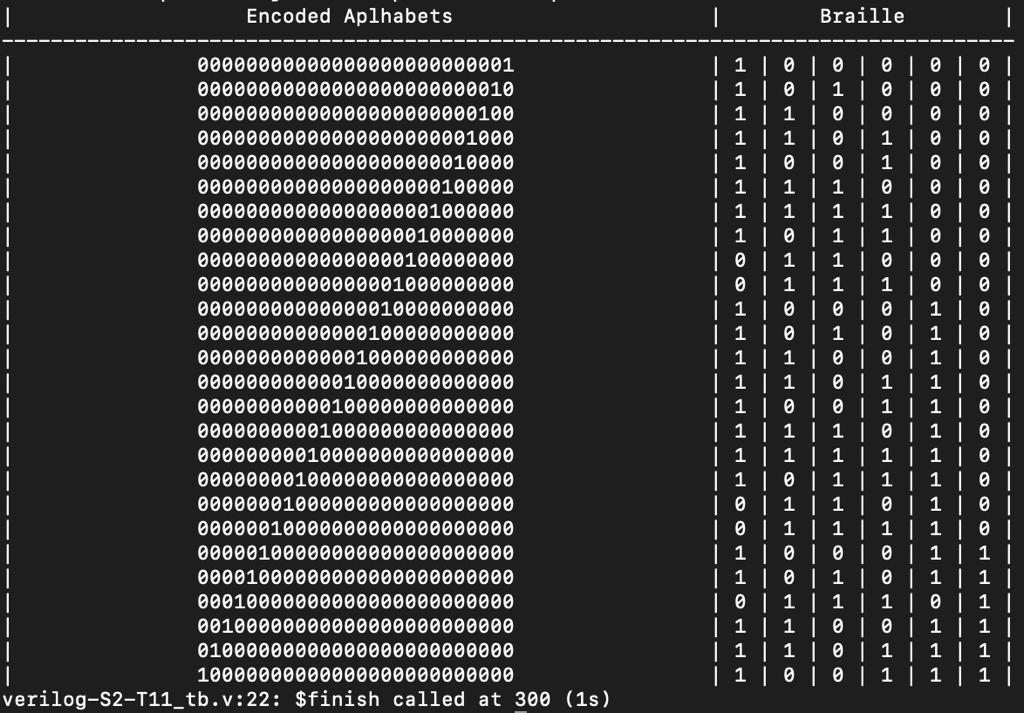 | Encoded Aplhabets | Braille |
---------------------------------------------------------------------------------
| 00000000000000000000000001 | 1 | 0 | 0 | 0 | 0 | 0 |
| 00000000000000000000000010 | 1 | 0 | 1 | 0 | 0 | 0 |
| 00000000000000000000000100 | 1 | 1 | 0 | 0 | 0 | 0 |
| 00000000000000000000001000 | 1 | 1 | 0 | 1 | 0 | 0 |
| 00000000000000000000010000 | 1 | 0 | 0 | 1 | 0 | 0 |
| 00000000000000000000100000 | 1 | 1 | 1 | 0 | 0 | 0 |
| 00000000000000000001000000 | 1 | 1 | 1 | 1 | 0 | 0 |
| 00000000000000000010000000 | 1 | 0 | 1 | 1 | 0 | 0 |
| 00000000000000000100000000 | 0 | 1 | 1 | 0 | 0 | 0 |
| 00000000000000001000000000 | 0 | 1 | 1 | 1 | 0 | 0 |
| 00000000000000010000000000 | 1 | 0 | 0 | 0 | 1 | 0 |
| 00000000000000100000000000 | 1 | 0 | 1 | 0 | 1 | 0 |
| 00000000000001000000000000 | 1 | 1 | 0 | 0 | 1 | 0 |
| 00000000000010000000000000 | 1 | 1 | 0 | 1 | 1 | 0 |
| 00000000000100000000000000 | 1 | 0 | 0 | 1 | 1 | 0 |
| 00000000001000000000000000 | 1 | 1 | 1 | 0 | 1 | 0 |
| 00000000010000000000000000 | 1 | 1 | 1 | 1 | 1 | 0 |
| 00000000100000000000000000 | 1 | 0 | 1 | 1 | 1 | 0 |
| 00000001000000000000000000 | 0 | 1 | 1 | 0 | 1 | 0 |
| 00000010000000000000000000 | 0 | 1 | 1 | 1 | 1 | 0 |
| 00000100000000000000000000 | 1 | 0 | 0 | 0 | 1 | 1 |
| 00001000000000000000000000 | 1 | 0 | 1 | 0 | 1 | 1 |
| 00010000000000000000000000 | 0 | 1 | 1 | 1 | 0 | 1 |
| 00100000000000000000000000 | 1 | 1 | 0 | 0 | 1 | 1 |
| 01000000000000000000000000 | 1 | 1 | 0 | 1 | 1 | 1 |
| 10000000000000000000000000 | 1 | 0 | 0 | 1 | 1 | 1 |
verilog-S2-T11_tb.v:22: $finish called at 300 (1s)